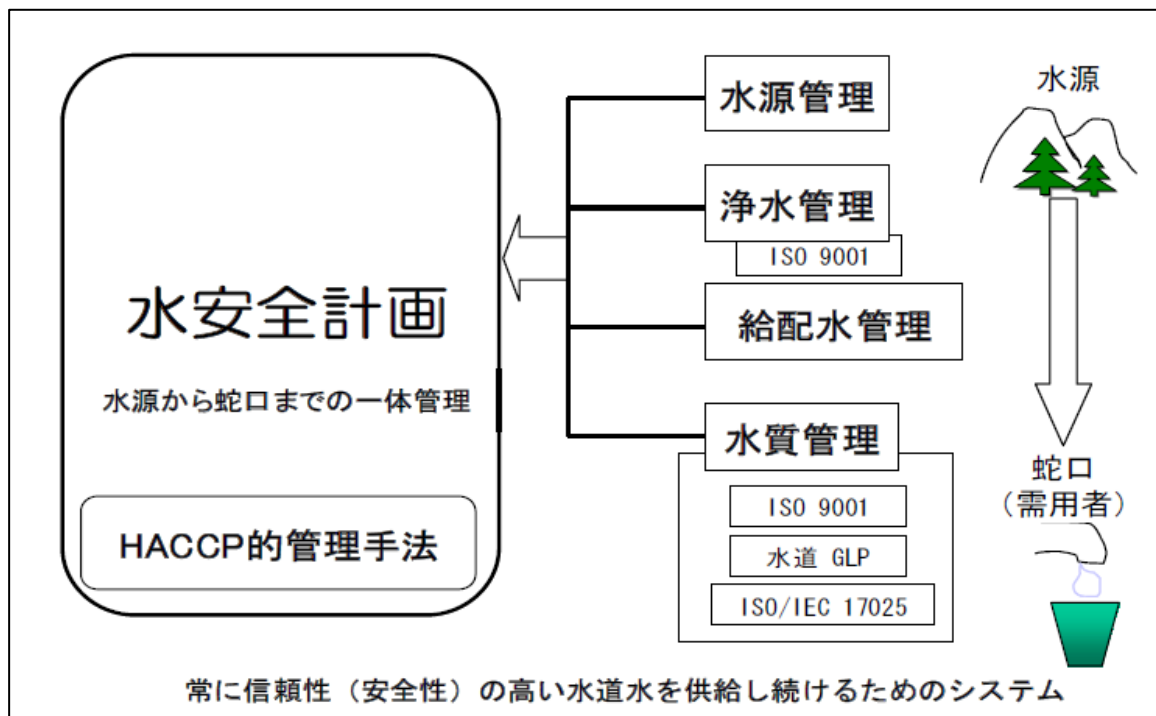 水安全計画
水源から蛇口までの一体管理
HACCP的管理手法
水源管理
浄水管理
ISO 9001
給配水管理
水質管理
ISO 9001
水道 GLP
ISO/IEC 17025
水源
蛇口
（需用者）
常に信頼性（安全性）の高い水道水を供給し続けるためのシステム